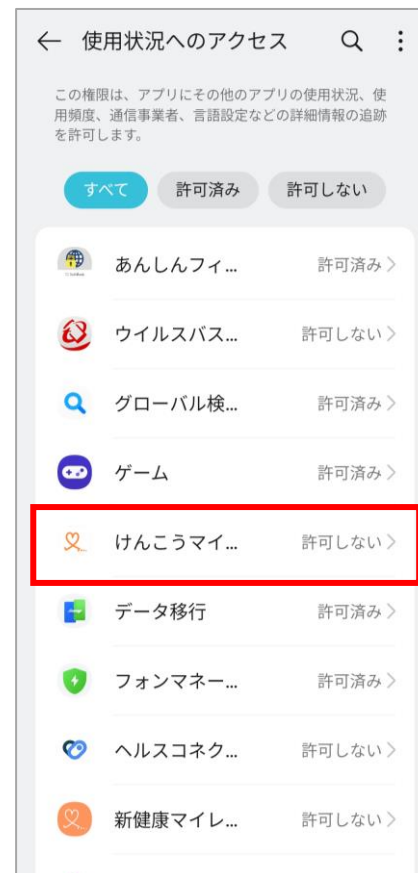 使用状況へのアクセス
この権限は、アプリにその他のアプリの使用状況、使
用頻度、通信事業者、言語設定などの詳細情報の追跡
を許可します。
すべて 許可済み 許可しない
あんしんフィ... 許可済み
ウイルスバス... 許可しない
グローバル検... 許可済み
ゲーム 許可済み
けんこうマイ... 許可しない
データ移行 許可済み
フォンマネー... 許可済み
ヘルスコネク... 許可しない
新健康マイレ... 許可しない